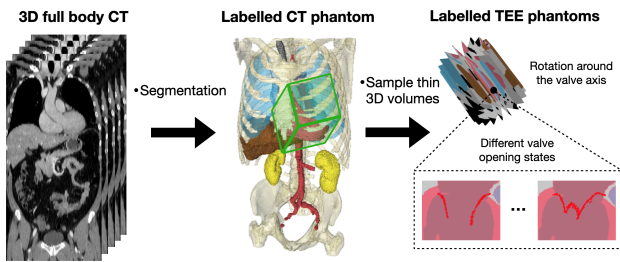 3D full body CT
Labelled CT phantom
Labelled TEE phantoms
•Segmentation
•Sample thin
3D volumes
Rotation around
the valve axis
Different valve
opening states
...